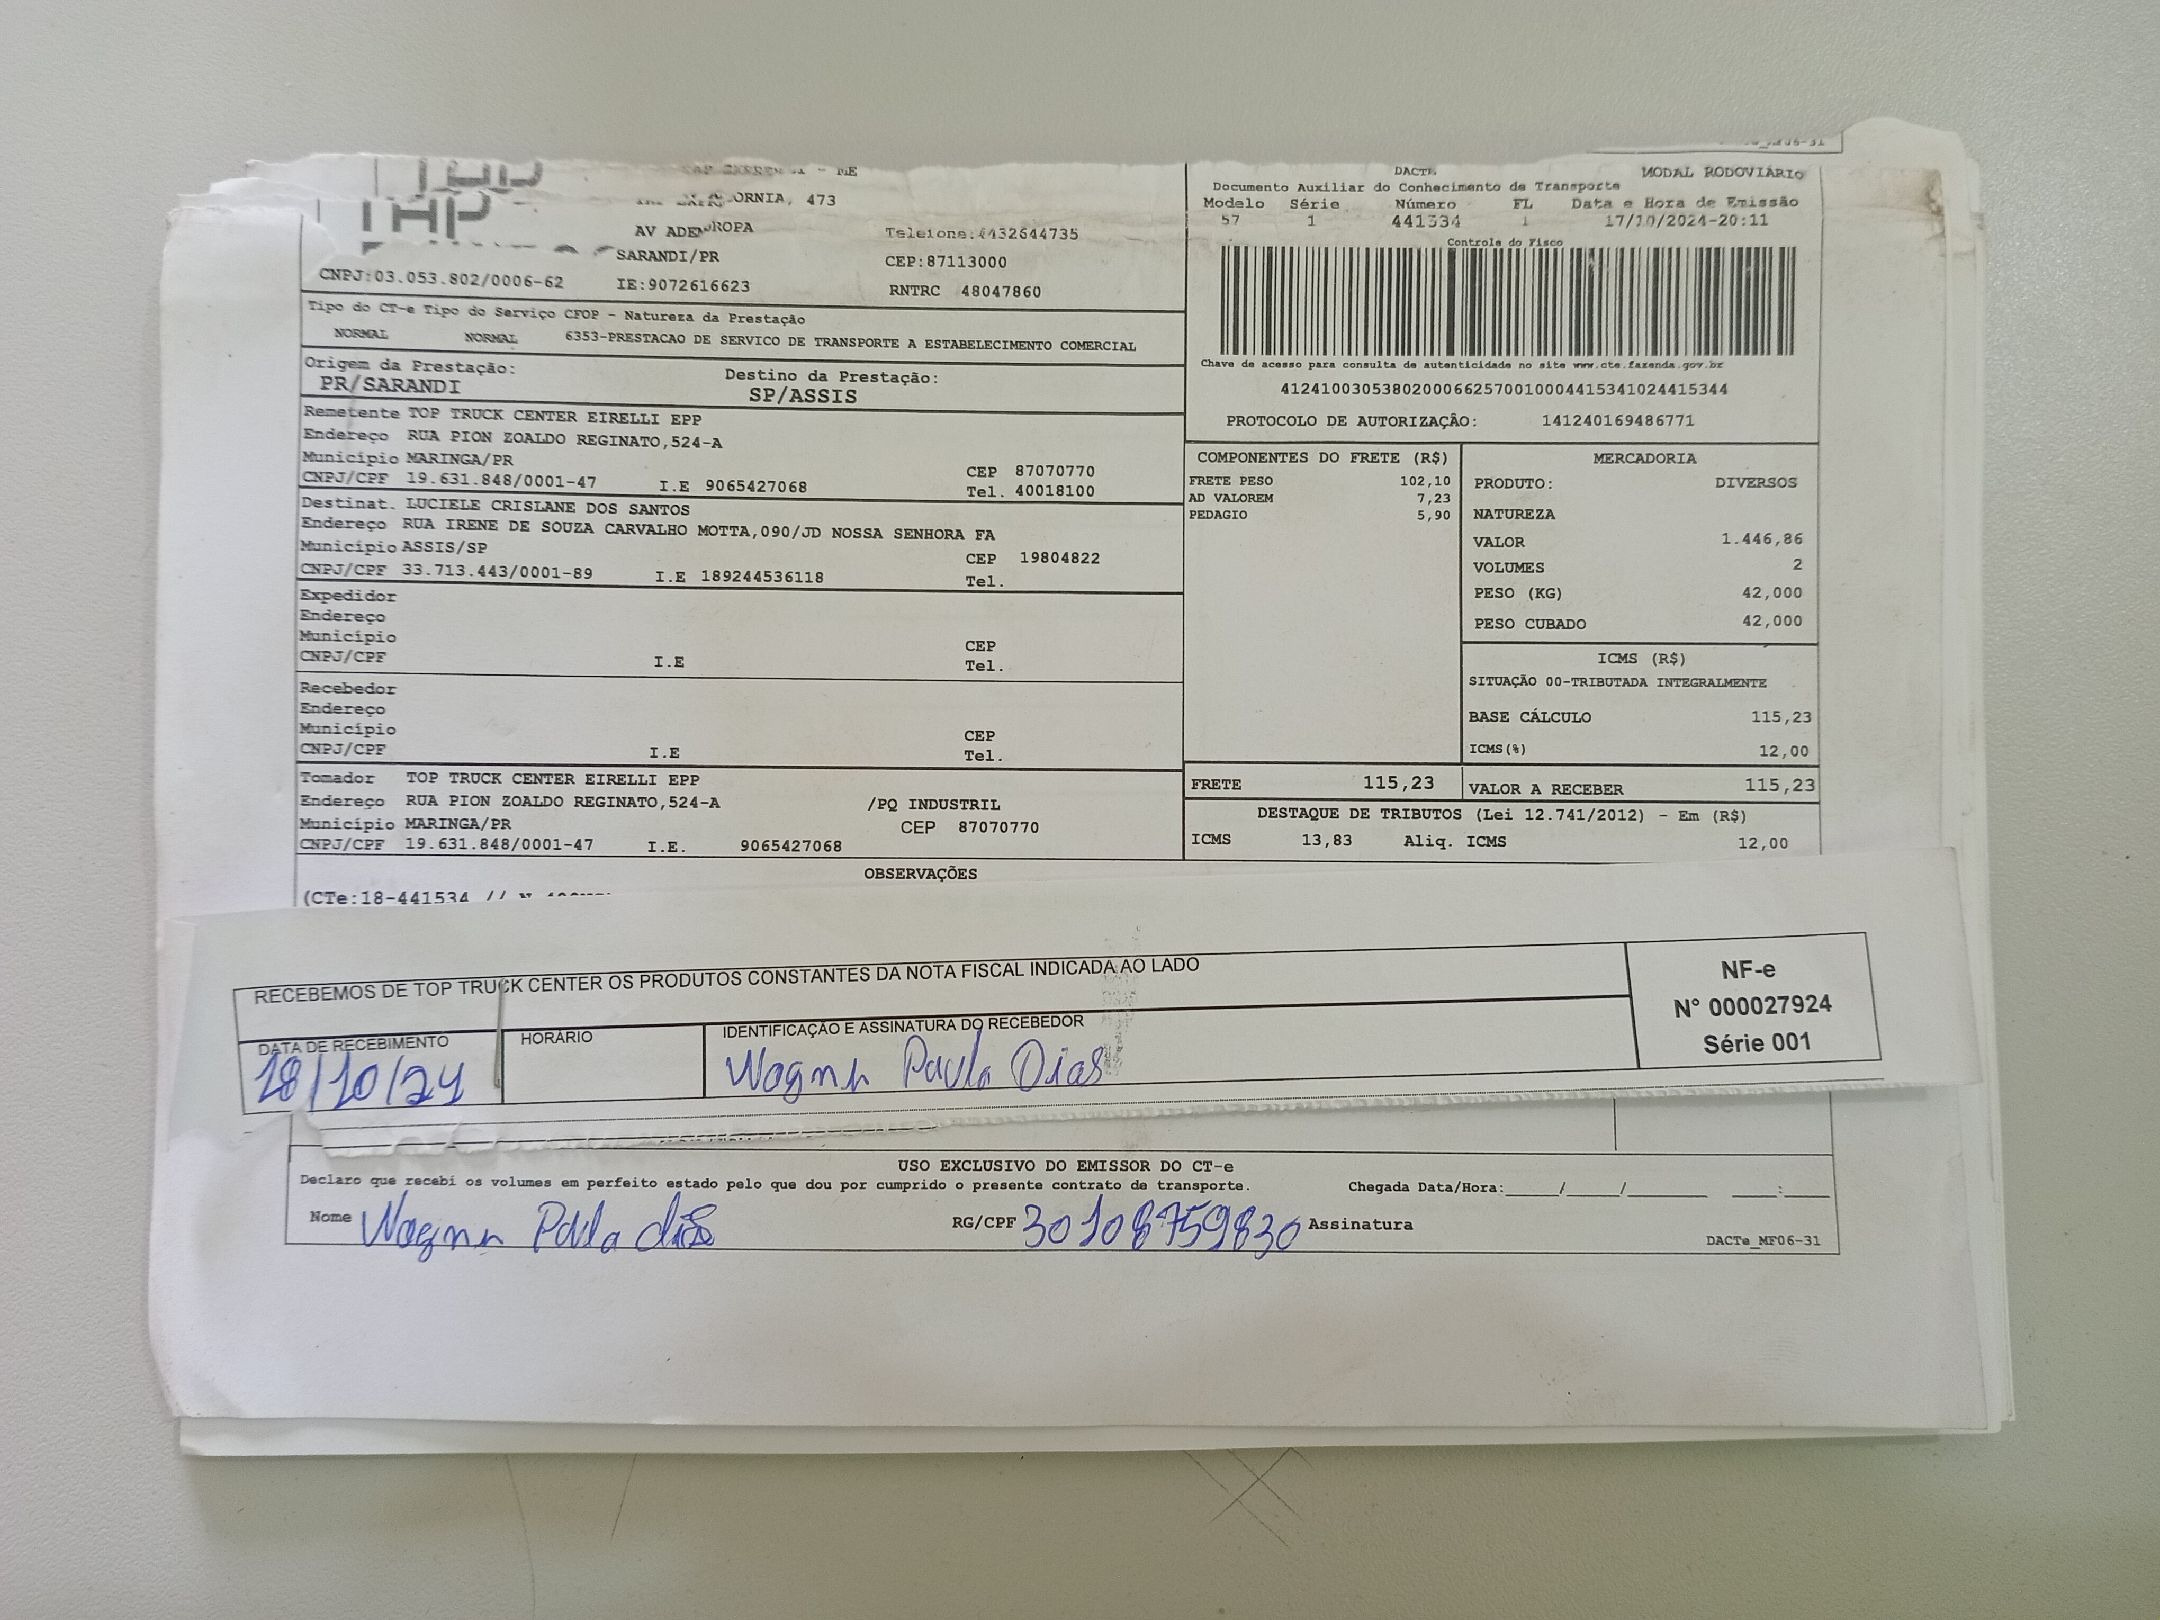 MODAL RODOVIÁRIO
ORNIA, 473
AV ADE
ROPA
SARANDI/PR
Telefone:4432644735
CEP:87113000
CNPJ:03.053.802/0006-62 IE:9072616623 RNTRC 48047860
Documento Auxiliar do Conhecimento de Transporte
Modelo Série Número FL Data e Hora de Emissão
57 1 1 17/10/2024-20:11
Controle do Fisco
Chave de acesso para consulta de autenticidade no site www.cte.fazenda.gov.br
41241003053802000662570010004415341024415344
PROTOCOLO DE AUTORIZAÇÃO: 141240169486771
Tipo do CT-e Tipo do Serviço CFOP - Natureza da Prestação
NORMAL NORMAL 6353-PRESTACAO DE SERVICO DE TRANSPORTE A ESTABELECIMENTO COMERCIAL
Origem da Prestação: Destino da Prestação:
PR/SARANDI SP/ASSIS
Remetente TOP TRUCK CENTER EIRELLI EPP
Endereço RUA PION ZOALDO REGINATO,524-A
Município MARINGA/PR CEP 87070770
CNPJ/CPF 19.631.848/0001-47 I.E 9065427068 Tel. 40018100
Destinat. LUCIELE CRISLANE DOS SANTOS
Endereço RUA IRENE DE SOUZA CARVALHO MOTTA,090/JD NOSSA SENHORA FA
Município ASSIS/SP CEP 19804822
CNPJ/CPF 33.713.443/0001-89 I.E 189244536118 Tel.
Expedidor
Endereço
Município CEP
CNPJ/CPF I.E Tel.
Recebedor
Endereço
Município CEP
CNPJ/CPF I.E Tel.
Tomador TOP TRUCK CENTER EIRELLI EPP
Endereço RUA PION ZOALDO REGINATO,524-A /PQ INDUSTRIL
Município MARINGA/PR CEP 87070770
CNPJ/CPF 19.631.848/0001-47 I.E. 9065427068
COMPONENTES DO FRETE (R$)
FRETE PESO 102,10
AD VALOREM 7,23
PEDAGIO 5,90
MERCADORIA
PRODUTO: DIVERSOS
NATUREZA
VALOR 1.446,86
VOLUMES 2
PESO (KG) 42,000
PESO CUBADO 42,000
ICMS (R$)
SITUAÇÃO 00-TRIBUTADA INTEGRALMENTE
BASE CÁLCULO 115,23
ICMS(%) 12,00
FRETE 115,23 VALOR A RECEBER 115,23
DESTAQUE DE TRIBUTOS (Lei 12.741/2012) - Em (R$)
ICMS 13,83 Aliq. ICMS 12,00
OBSERVAÇÕES
(CTe:18-441534 //
RECEBEMOS DE TOP TRUCK CENTER OS PRODUTOS CONSTANTES DA NOTA FISCAL INDICADA AO LADO
DATA DE RECEBIMENTO HORÁRIO IDENTIFICAÇÃO E ASSINATURA DO RECEBEDOR
18/10/24 Wagner Paula Dias
NF-e
N° 000027924
Série 001
USO EXCLUSIVO DO EMISSOR DO CT-e
Declaro que recebi os volumes em perfeito estado pelo que dou por cumprido o presente contrato de transporte. Chegada Data/Hora:____/____/______ ___:___
Nome Wagner Paula dias RG/CPF 30108759830 Assinatura
DACTe_MF06-31